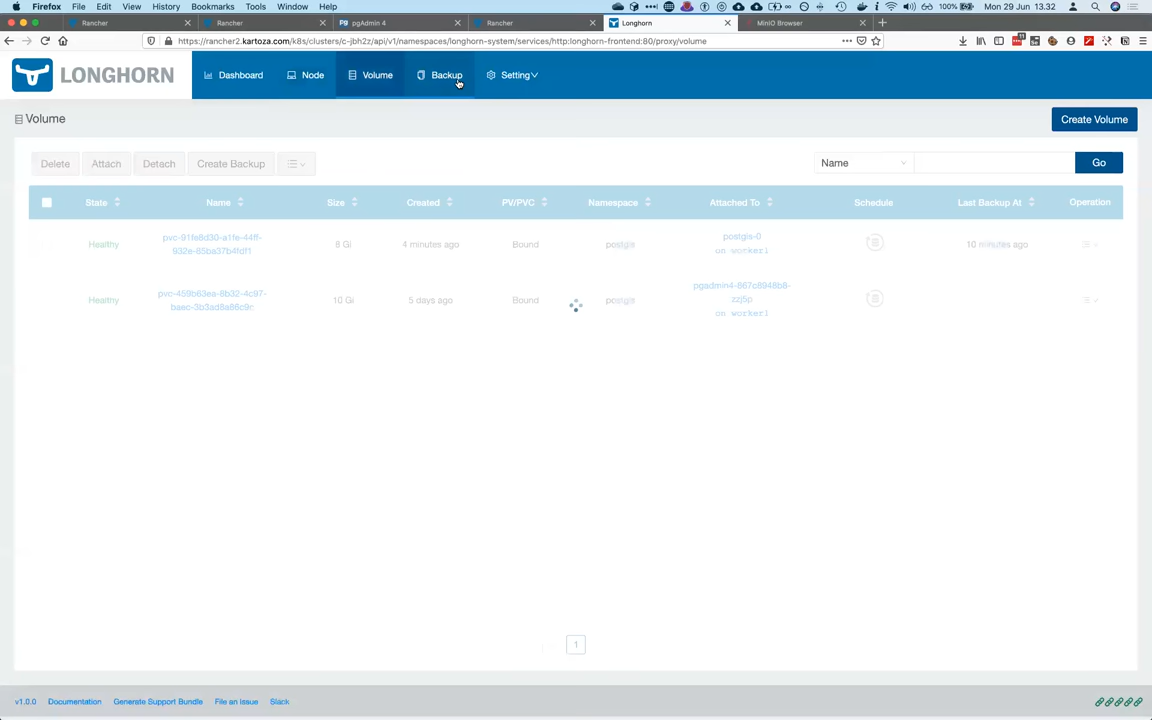 Firefox File Edit View History Bookmarks Tools Window Help 100% Mon 29 Jun 13.32
Rancher Rancher pgAdmin 4 Rancher Longhorn MinIO Browser
https://rancher2.kartoza.com/k8s/clusters/c-jbh2z/api/v1/namespaces/longhorn-system/services/http:longhorn-frontend:80/proxy/volume
LONGHORN Dashboard Node Volume Backup Setting
Volume Create Volume
Delete Attach Detach Create Backup Name Go
State Name Size Created PV/PVC Namespace Attached To Schedule Last Backup At Operation
Healthy pvc-91fa8d30-a1fe-44ff- 8 Gi 4 minutes ago Bound postgis postgis-0 10 minutes ago
932e-85ba37b4fdf1 on worker1
Healthy pvc-459b63ea-6b32-4c97- 10 Gi 5 days ago Bound postgis pgadmin4-667c8948b8-
baec-3b3ad8a86c9c zzj5p
on worker1
1
v1.0.0 Documentation Generate Support Bundle File an Issue Slack